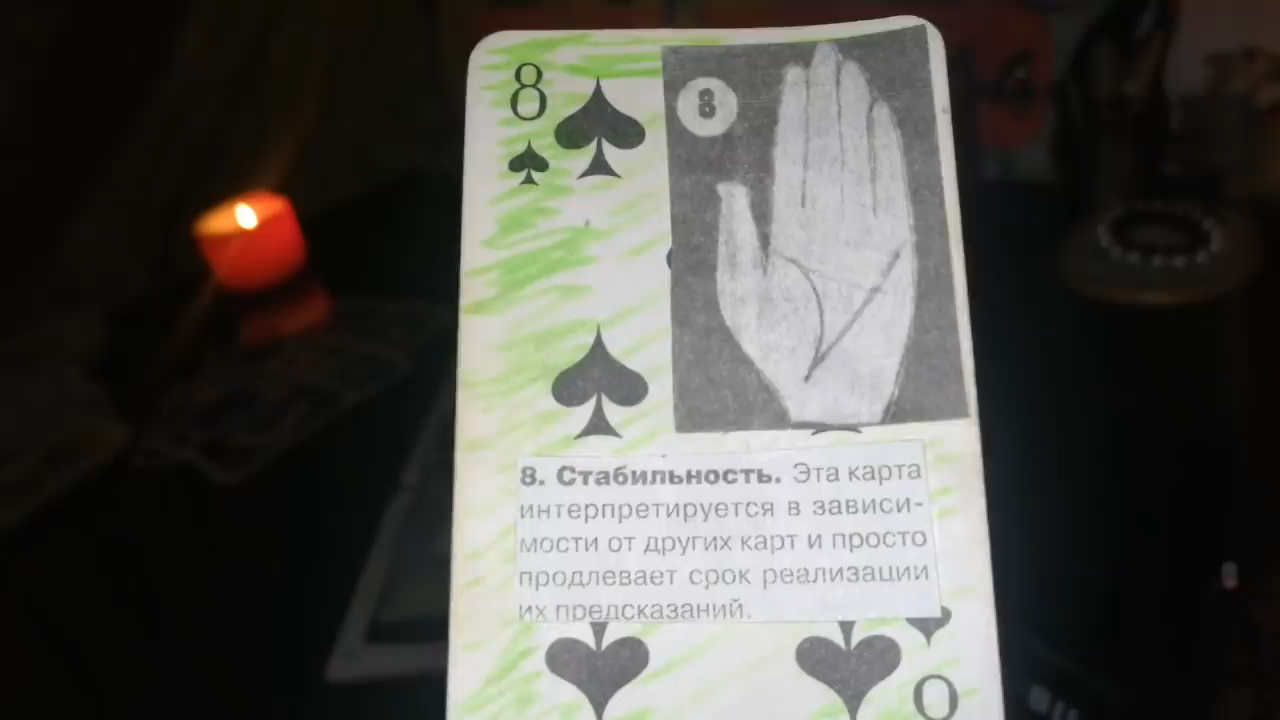 8
8
8. Стабильность. Эта карта
интерпретируется в зависи-
мости от других карт и просто
продлевает срок реализации
их предсказаний.
8